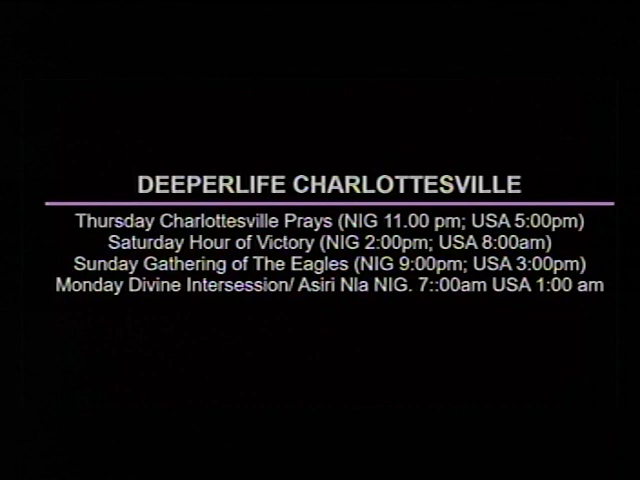 DEEPERLIFE CHARLOTTESVILLE
Thursday Charlottesville Prays (NIG 11.00 pm; USA 5:00pm)
Saturday Hour of Victory (NIG 2:00pm; USA 8:00am)
Sunday Gathering of The Eagles (NIG 9:00pm; USA 3:00pm)
Monday Divine Intersession/ Asiri Nla NIG. 7::00am USA 1:00 am